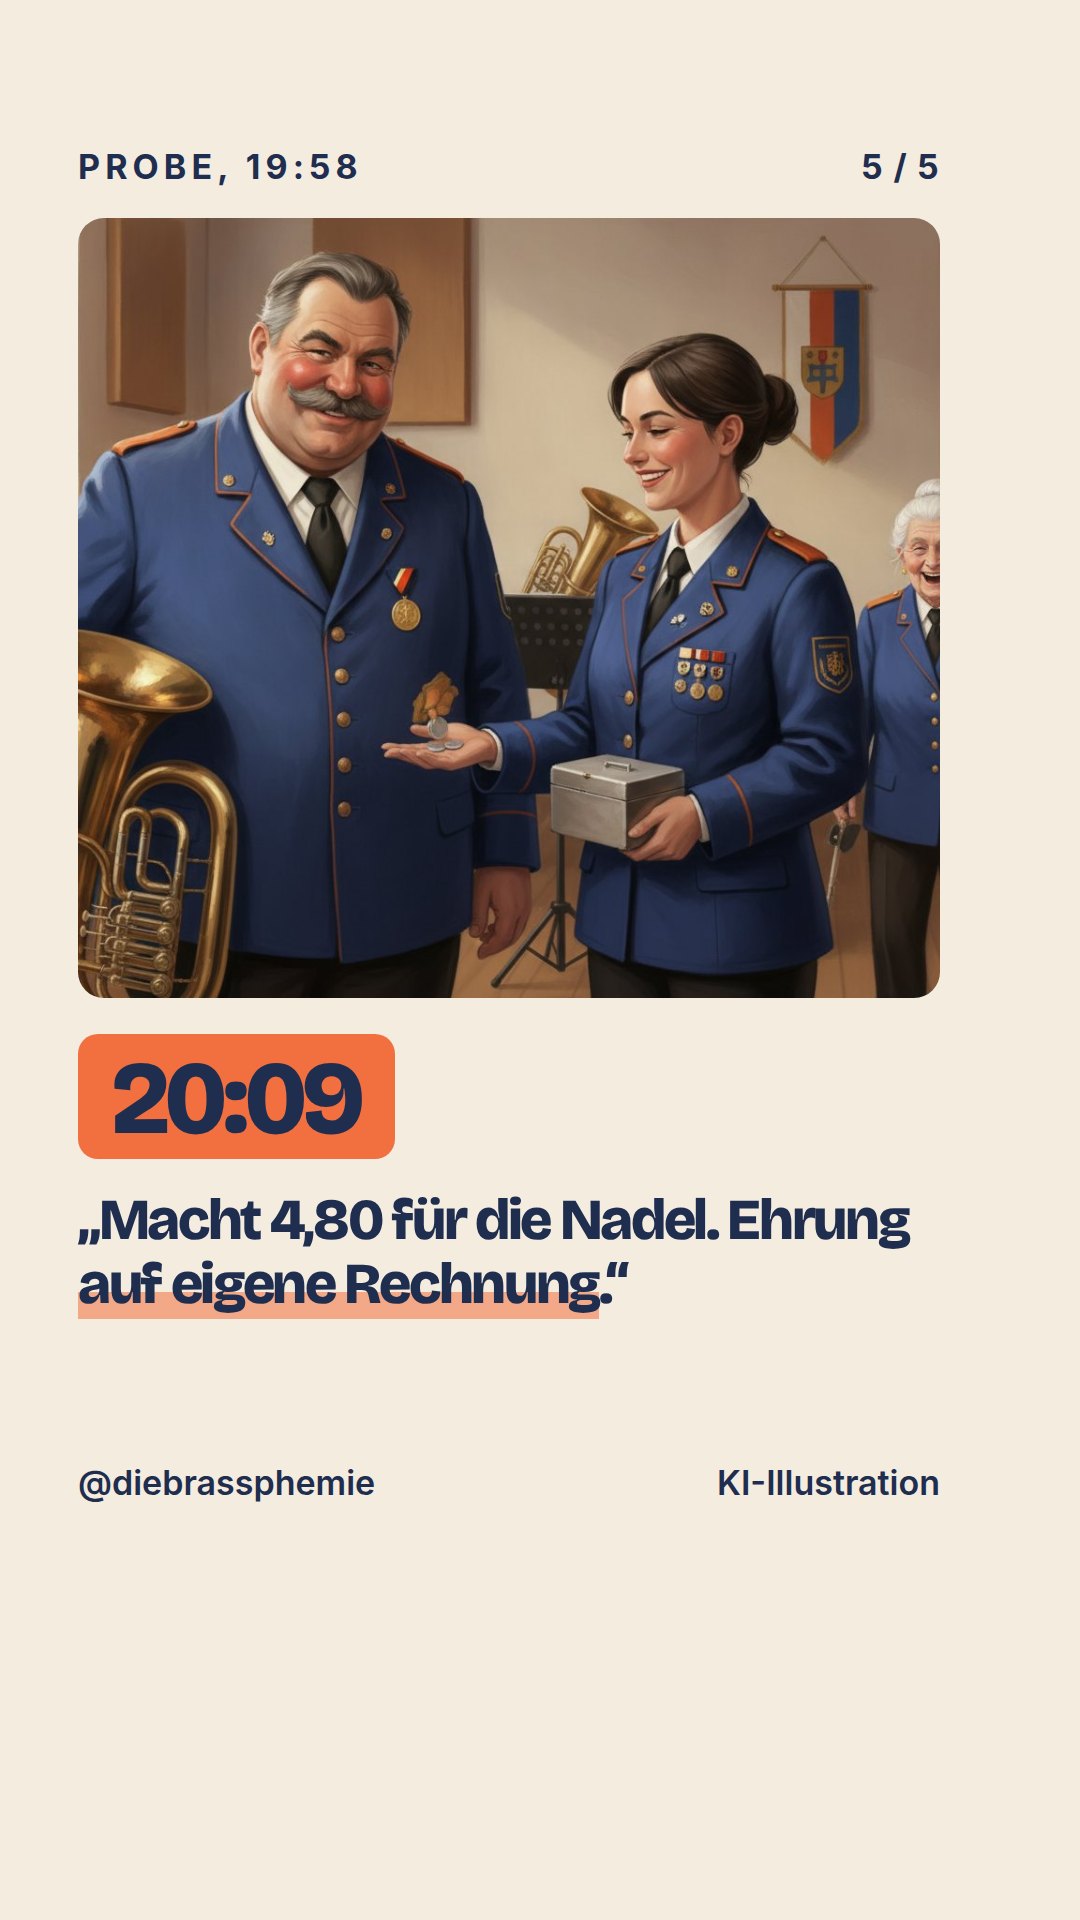 PROBE, 19:58
5 / 5
20:09
„Macht 4,80 für die Nadel. Ehrung
auf eigene Rechnung.“
@diebrassphemie
KI-Illustration